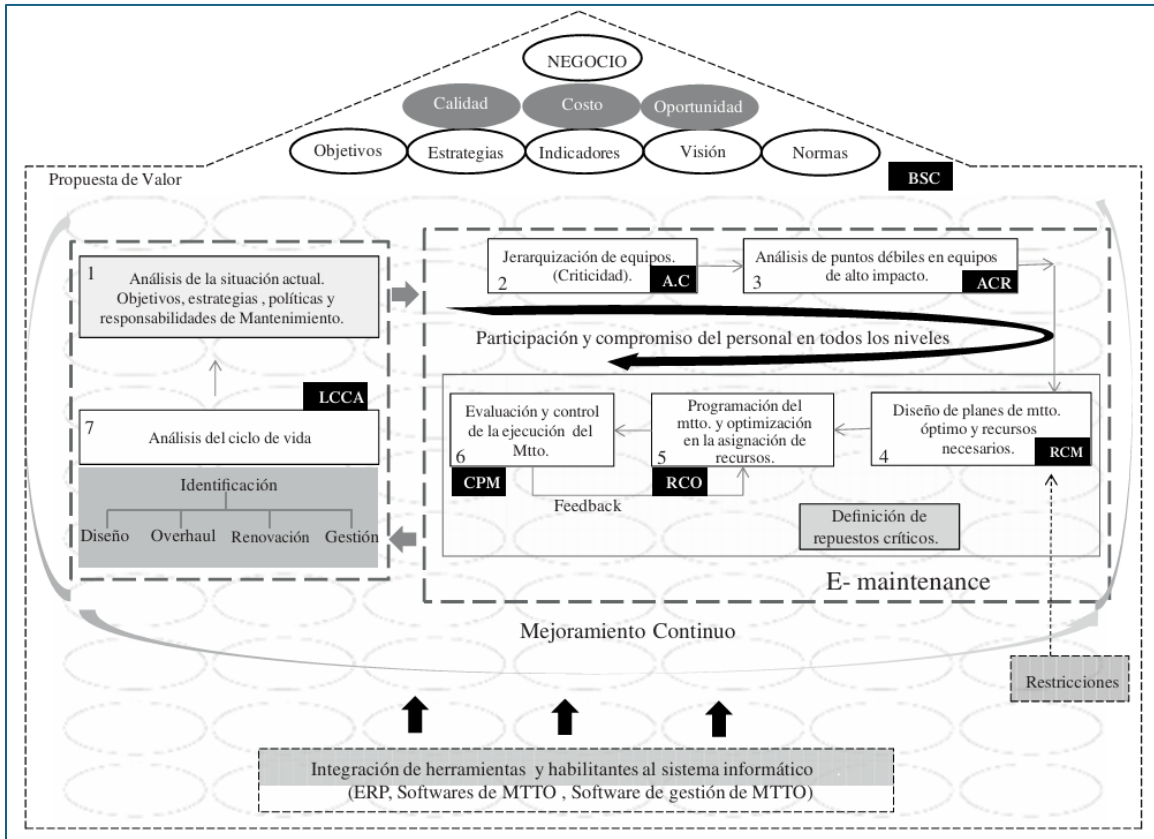 NEGOCIO
Calidad
Costo
Oportunidad
Objetivos
Estrategias
Indicadores
Visión
Normas
Propuesta de Valor
BSC
1
Análisis de la situación actual.
Objetivos, estrategias , políticas y
responsabilidades de Mantenimiento.
Jerarquización de equipos.
(Criticidad).
2
A.C
Análisis de puntos débiles en equipos
de alto impacto.
3
ACR
Participación y compromiso del personal en todos los niveles
LCCA
7
Análisis del ciclo de vida
Identificación
Diseño
Overhaul
Renovación
Gestión
Evaluación y control
de la ejecución del
Mtto.
6
CPM
Programación del
mtto. y optimización
en la asignación de
recursos.
5
RCO
Diseño de planes de mtto.
óptimo y recursos
necesarios.
4
RCM
Feedback
Definición de
repuestos críticos.
E- maintenance
Mejoramiento Continuo
Restricciones
Integración de herramientas y habilitantes al sistema informático
(ERP, Softwares de MTTO , Software de gestión de MTTO)